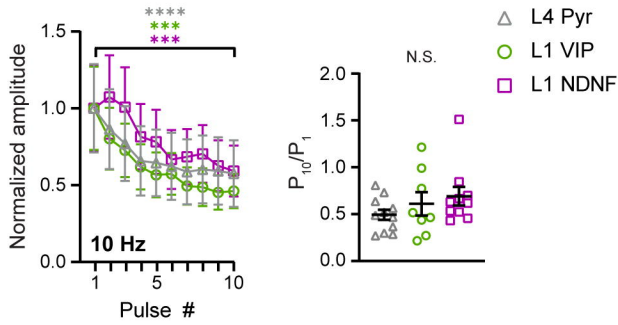 ****
***
***
Normalized amplitude
1.5
1.0
0.5
0.0
10 Hz
1
5
10
Pulse #
N.S.
P10/P1
2.0
1.5
1.0
0.5
0.0
L4 Pyr
L1 VIP
L1 NDNF